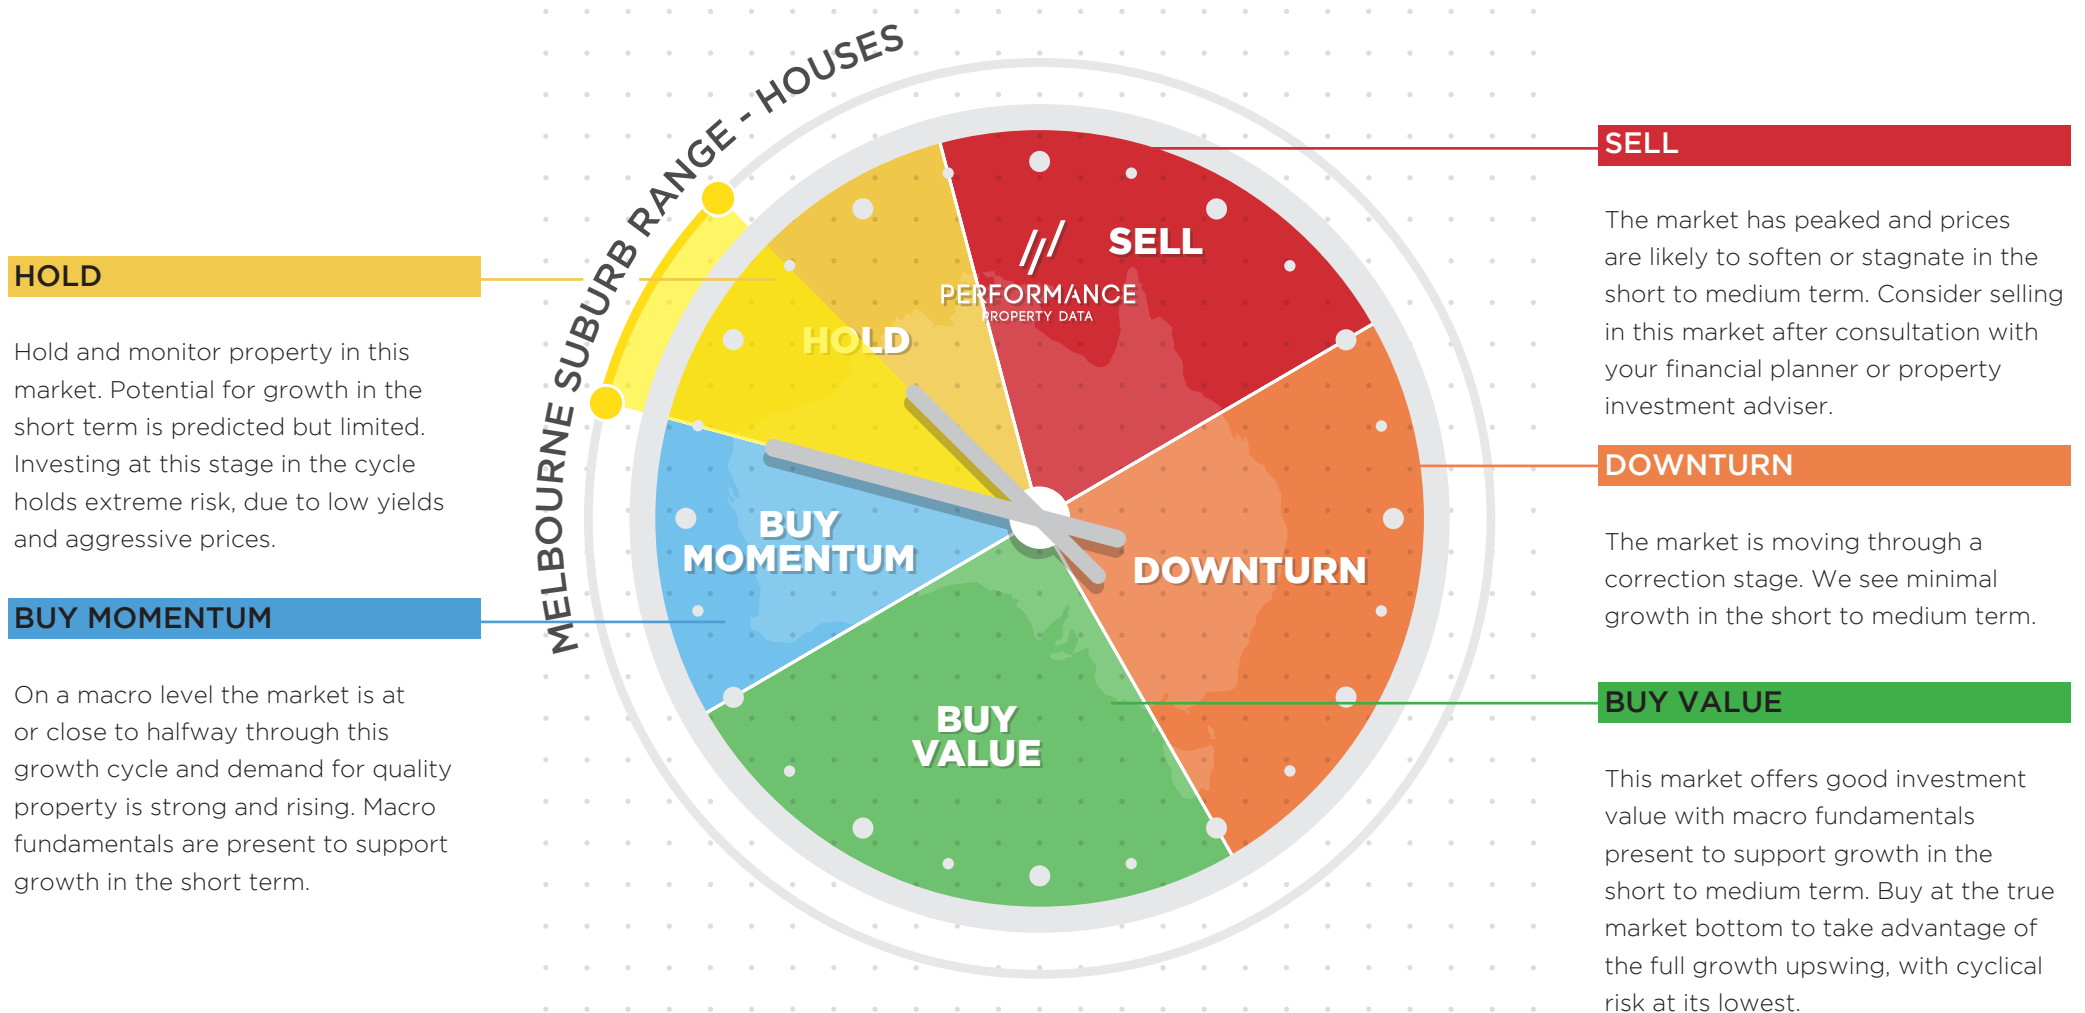 MELBOURNE SUBURB RANGE - HOUSES
HOLD
Hold and monitor property in this
market. Potential for growth in the
short term is predicted but limited.
Investing at this stage in the cycle
holds extreme risk, due to low yields
and aggressive prices.
BUY MOMENTUM
On a macro level the market is at
or close to halfway through this
growth cycle and demand for quality
property is strong and rising. Macro
fundamentals are present to support
growth in the short term.
SELL
PERFORMANCE
PROPERTY DATA
HOLD
BUY
MOMENTUM
DOWNTURN
BUY
VALUE
SELL
The market has peaked and prices
are likely to soften or stagnate in the
short to medium term. Consider selling
in this market after consultation with
your financial planner or property
investment adviser.
DOWNTURN
The market is moving through a
correction stage. We see minimal
growth in the short to medium term.
BUY VALUE
This market offers good investment
value with macro fundamentals
present to support growth in the
short to medium term. Buy at the true
market bottom to take advantage of
the full growth upswing, with cyclical
risk at its lowest.